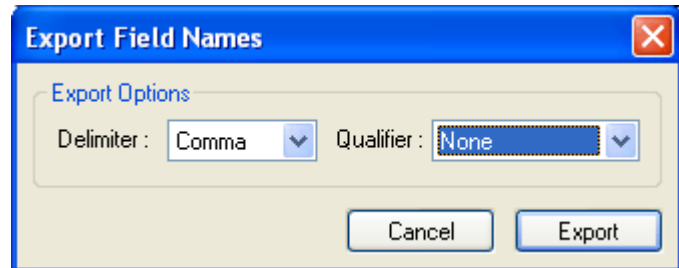 Export Field Names
Export Options
Delimiter : Comma Qualifier : None
Cancel Export